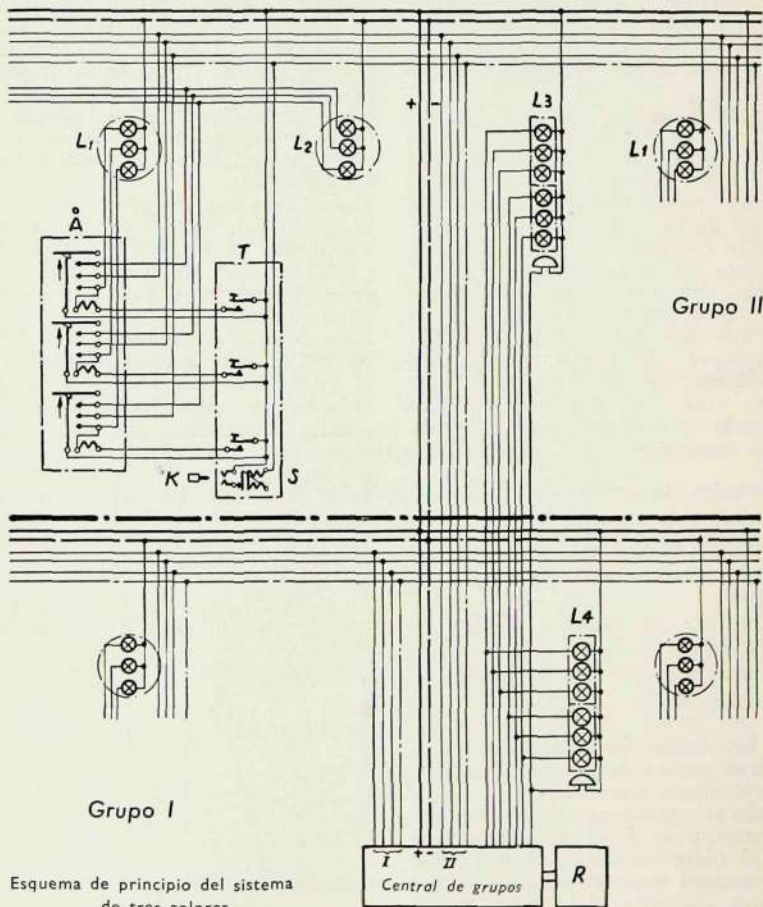 + -
L3
L1
L2
L1
Å
T
Grupo II
K
S
L4
Grupo I
I
+-
II
Central de grupos
R
Esquema de principio del sistema
de tres colores